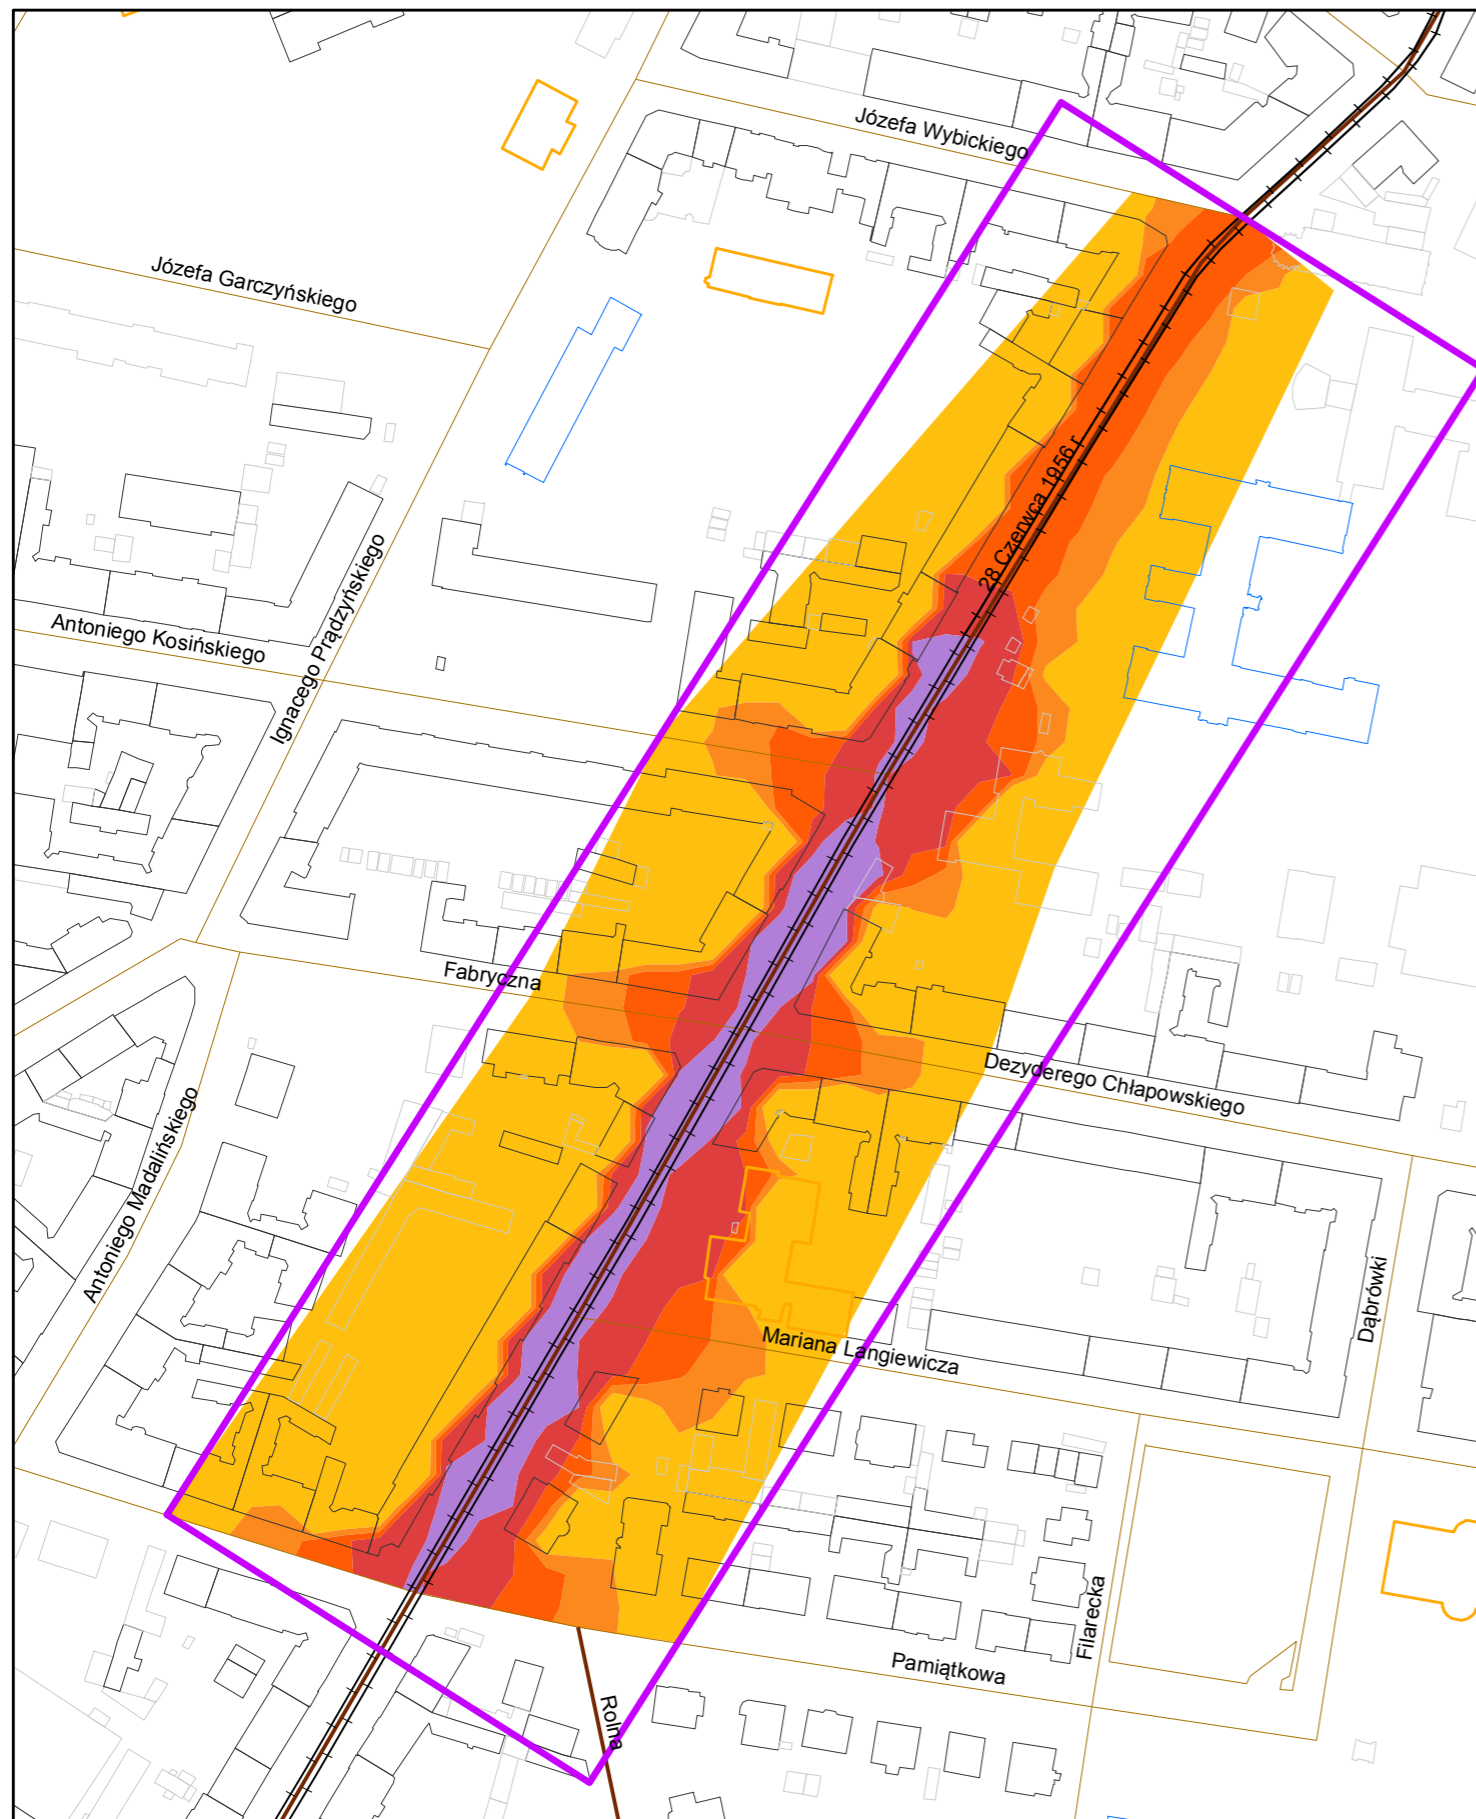 Józefa Wybickiego
Józefa Garczyńskiego
28 Czerwca 1956 r.
Ignacego Prądzyńskiego
Antoniego Kosińskiego
Fabryczna
Dezyderego Chłapowskiego
Antoniego Madalińskiego
Dąbrówki
Mariana Langiewicza
Filarecka
Pamiątkowa
Rolna